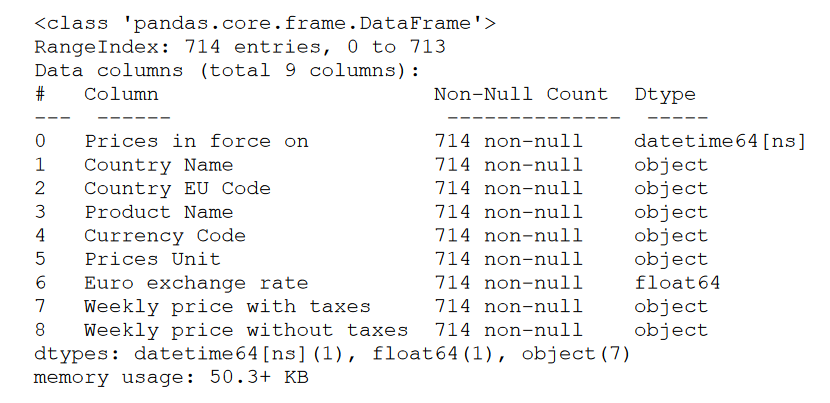 <class 'pandas.core.frame.DataFrame'>
RangeIndex: 714 entries, 0 to 713
Data columns (total 9 columns):
#   Column                       Non-Null Count  Dtype
---  ------                       --------------  -----
0   Prices in force on           714 non-null    datetime64[ns]
1   Country Name                 714 non-null    object
2   Country EU Code              714 non-null    object
3   Product Name                 714 non-null    object
4   Currency Code                714 non-null    object
5   Prices Unit                  714 non-null    object
6   Euro exchange rate           714 non-null    float64
7   Weekly price with taxes      714 non-null    object
8   Weekly price without taxes  714 non-null    object
dtypes: datetime64[ns](1), float64(1), object(7)
memory usage: 50.3+ KB